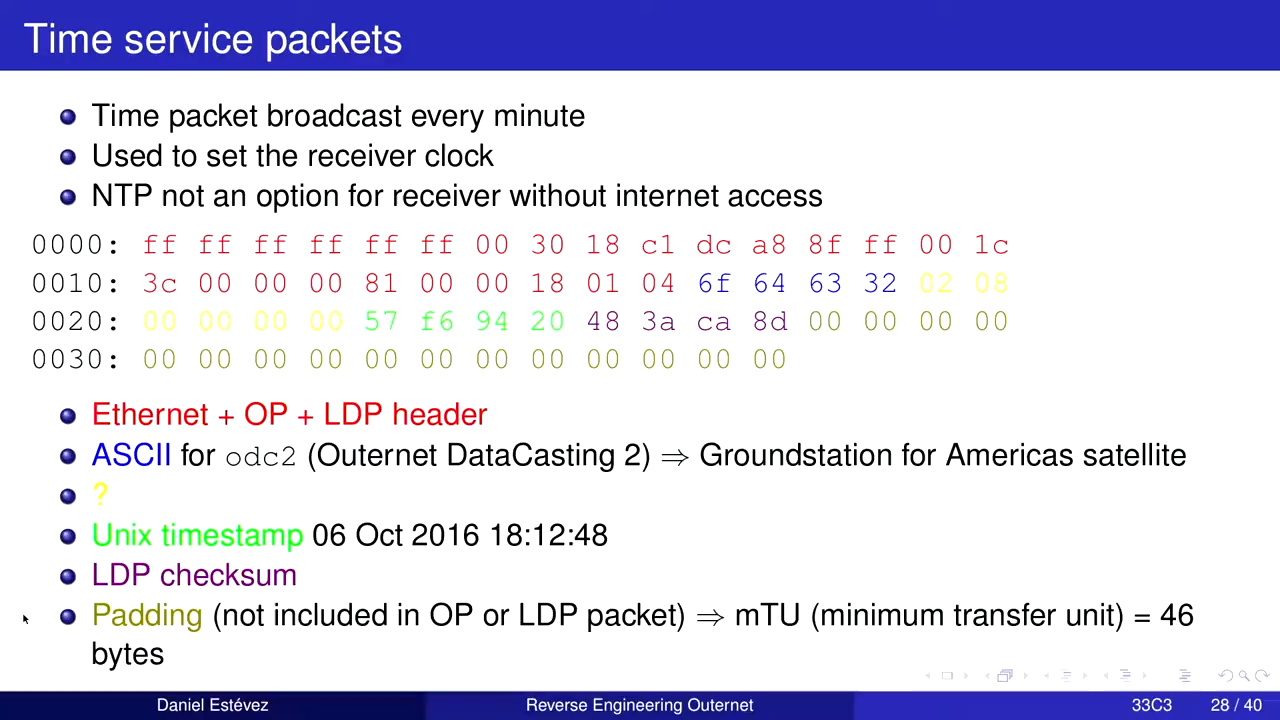 Time service packets
Time packet broadcast every minute
Used to set the receiver clock
NTP not an option for receiver without internet access
0000: ff ff ff ff ff ff 00 30 18 c1 dc a8 8f ff 00 1c
0010: 3c 00 00 00 81 00 00 18 01 04 6f 64 63 32 02 08
0020: 00 00 00 00 57 f6 94 20 48 3a ca 8d 00 00 00 00
0030: 00 00 00 00 00 00 00 00 00 00 00 00
Ethernet + OP + LDP header
ASCII for odc2 (Outernet DataCasting 2) ⇒ Groundstation for Americas satellite
?
Unix timestamp 06 Oct 2016 18:12:48
LDP checksum
Padding (not included in OP or LDP packet) ⇒ mTU (minimum transfer unit) = 46
bytes
Daniel Estévez Reverse Engineering Outernet 33C3 28 / 40